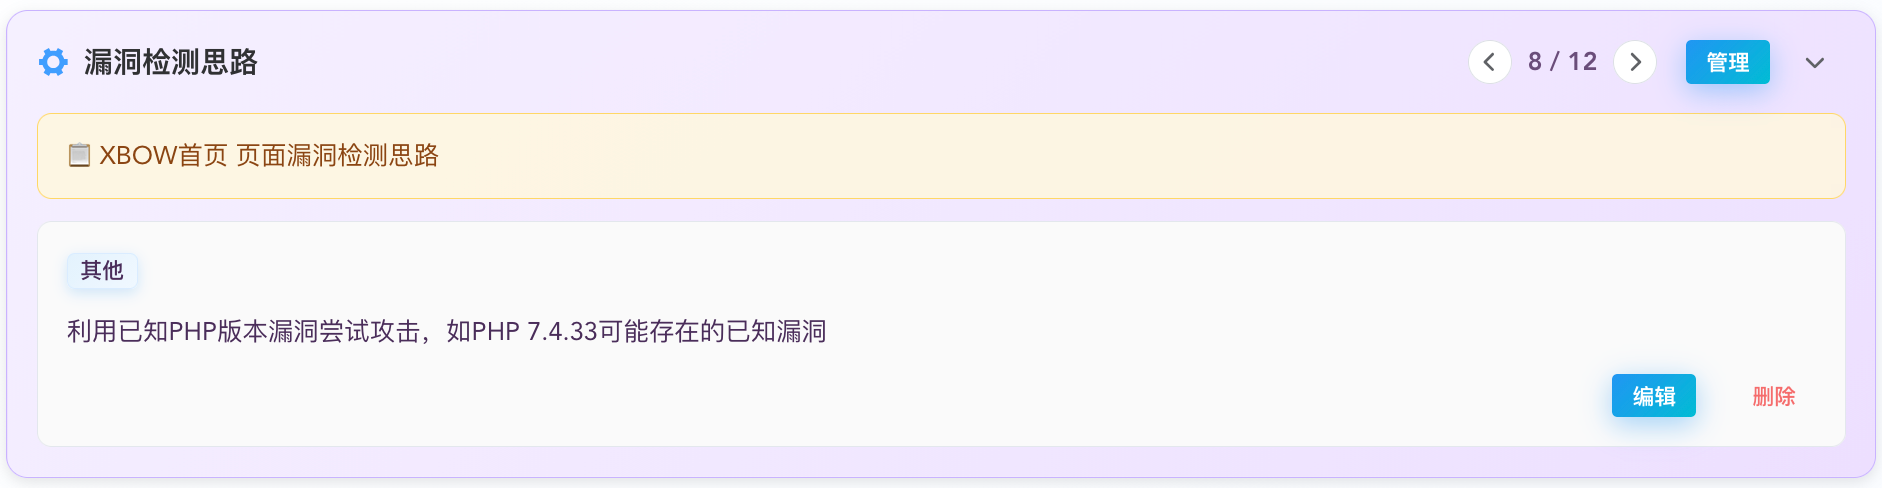 漏洞检测思路
8 / 12
管理
📋 XBOW首页 页面漏洞检测思路
其他
利用已知PHP版本漏洞尝试攻击，如PHP 7.4.33可能存在的已知漏洞
编辑
删除